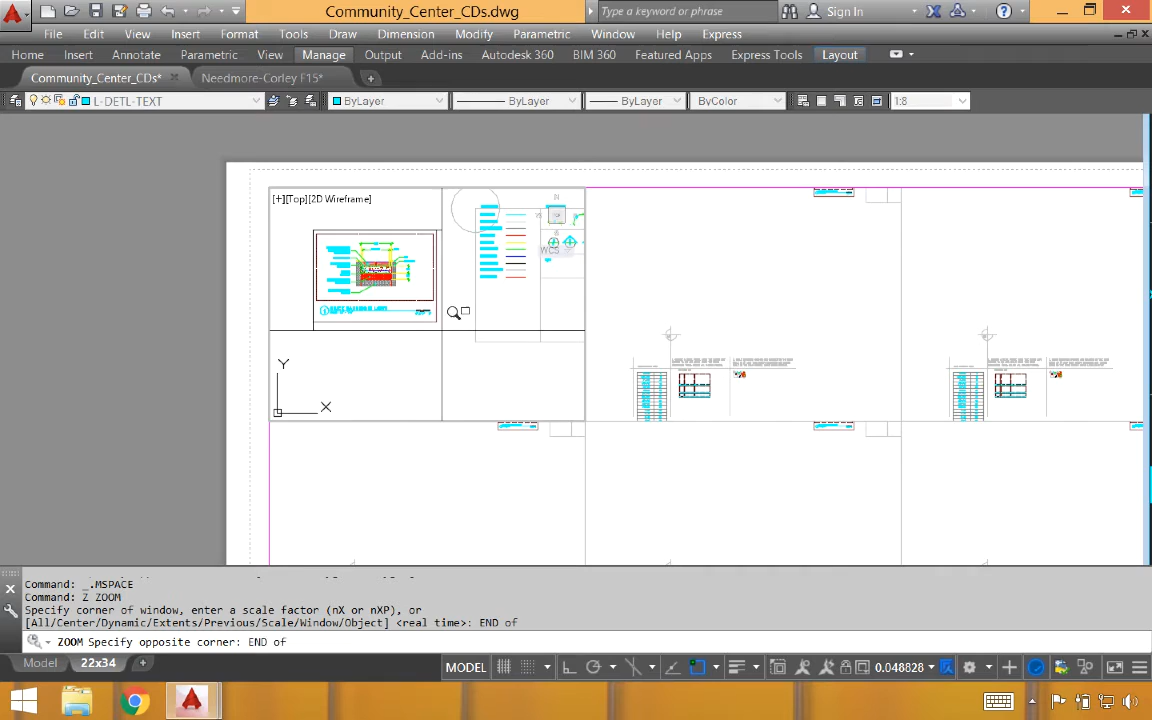 Community_Center_CDs.dwg
Type a keyword or phrase
Sign In
File Edit View Insert Format Tools Draw Dimension Modify Parametric Window Help Express
Home Insert Annotate Parametric View Manage Output Add-ins Autodesk 360 BIM 360 Featured Apps Express Tools Layout
Community_Center_CDs* Needmore-Corley F15*
L-DETL-TEXT ByLayer ByLayer ByLayer ByColor 1:8
[+][Top][2D Wireframe]
TOP
WCS
Y
X
Command: _.MSPACE
Command: Z ZOOM
Specify corner of window, enter a scale factor (nX or nXP), or
[All/Center/Dynamic/Extents/Previous/Scale/Window/Object] <real time>: END of
ZOOM Specify opposite corner: END of
Model 22x34
MODEL 0.048828